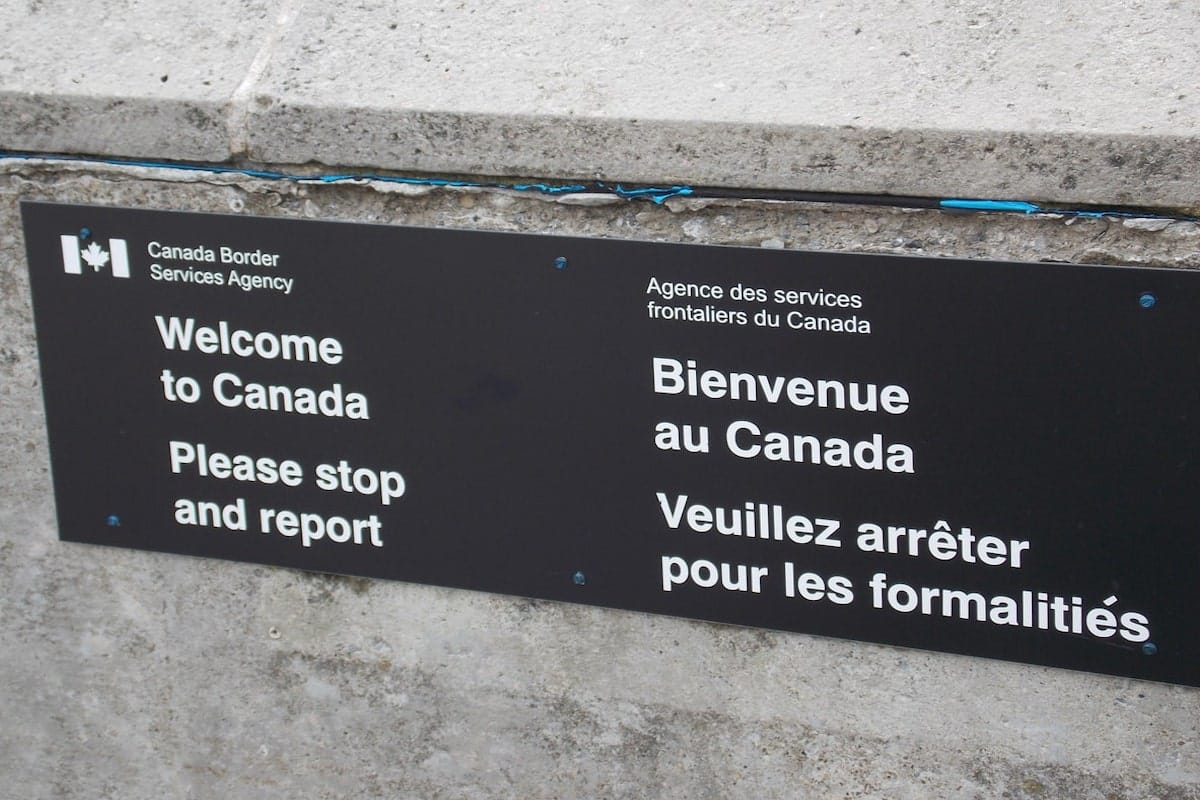 Canada Border
Services Agency
Welcome
to Canada
Please stop
and report
Agence des services
frontaliers du Canada
Bienvenue
au Canada
Veuillez arrêter
pour les formalitiés